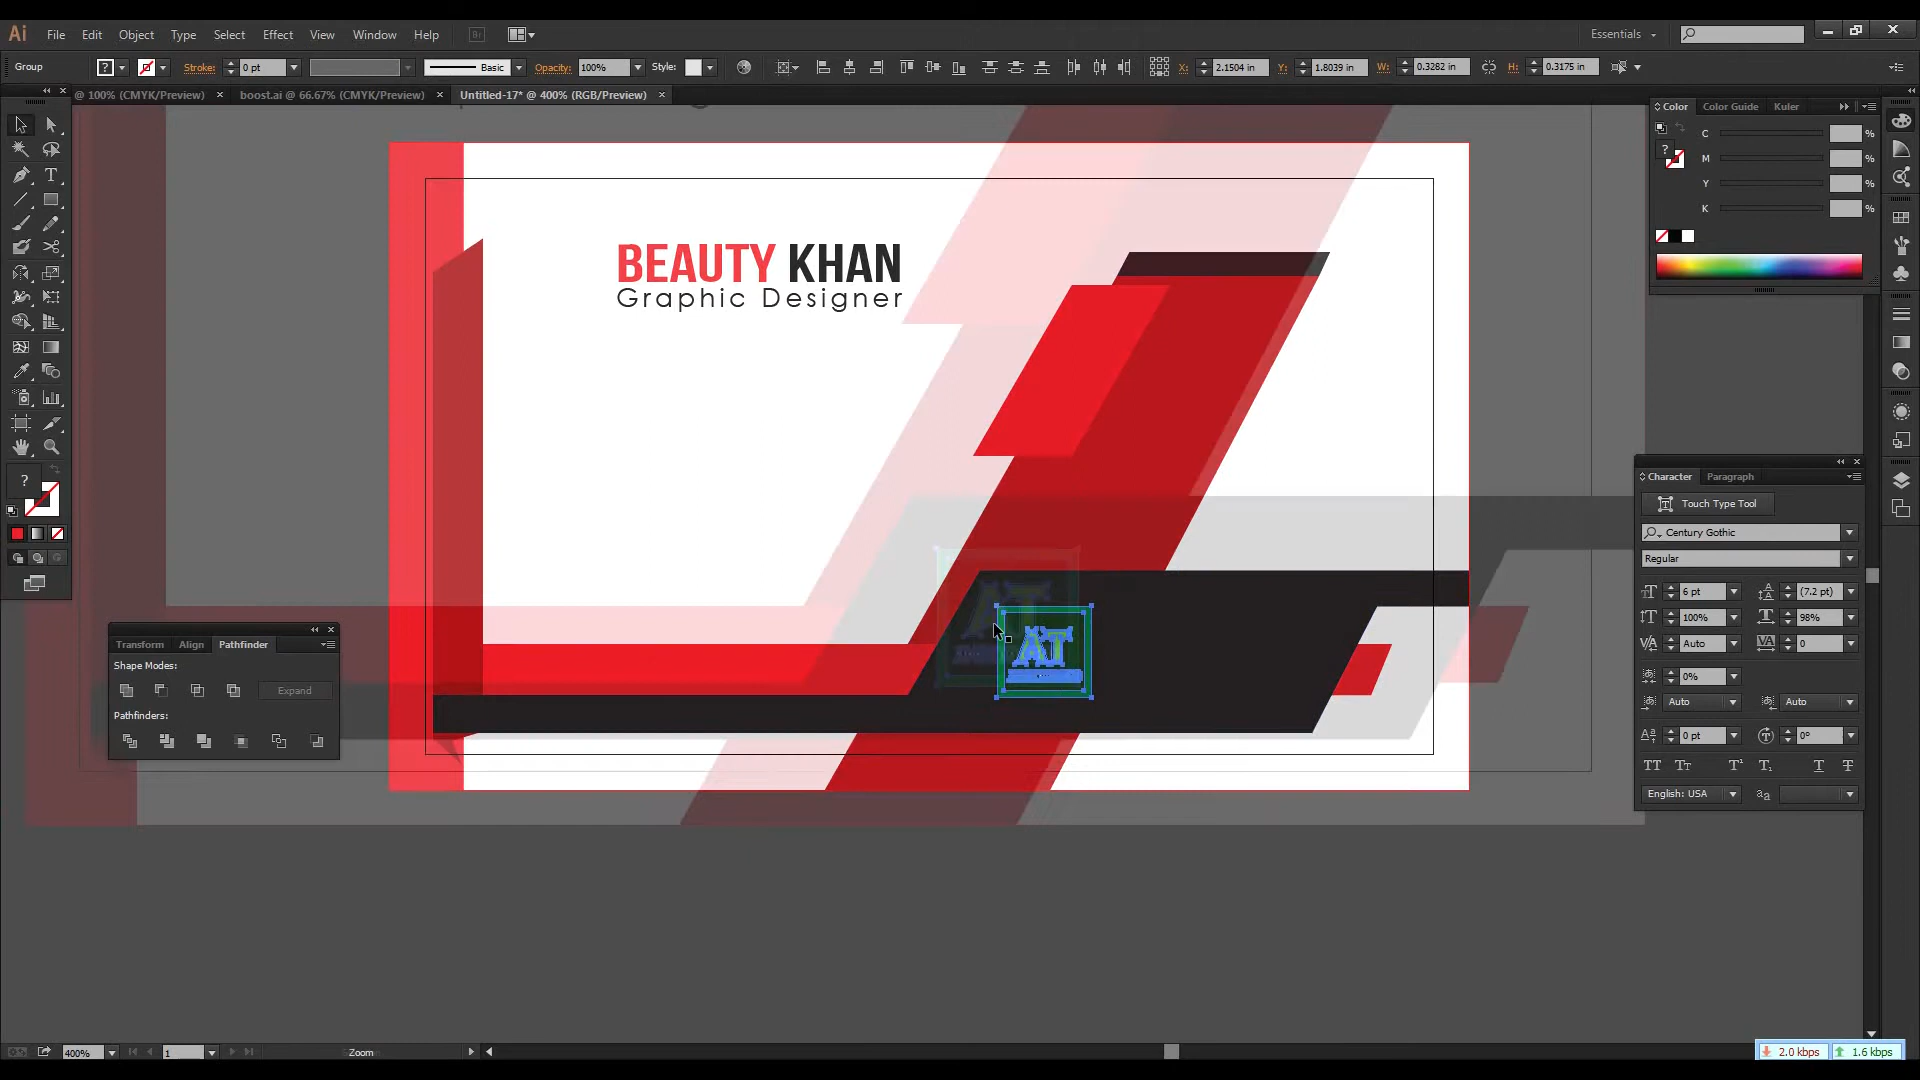 Ai File Edit Object Type Select Effect View Window Help Br Essentials
Group Stroke: 0 pt Basic Opacity: 100% Style: X: 2.1504 in Y: 1.8039 in W: 0.3282 in H: 0.3175 in
@ 100% (CMYK/Preview) × boost.ai @ 66.67% (CMYK/Preview) × Untitled-17* @ 400% (RGB/Preview) ×
Color Color Guide Kuler
C %
M %
Y %
K %
BEAUTY KHAN
Graphic Designer
AT
Character Paragraph
Touch Type Tool
Century Gothic
Regular
6 pt (7.2 pt)
100% 98%
Auto 0
0%
Auto Auto
0 pt 0°
English: USA
Transform Align Pathfinder
Shape Modes:
Expand
Pathfinders:
400% 1 Zoom
2.0 kbps 1.6 kbps